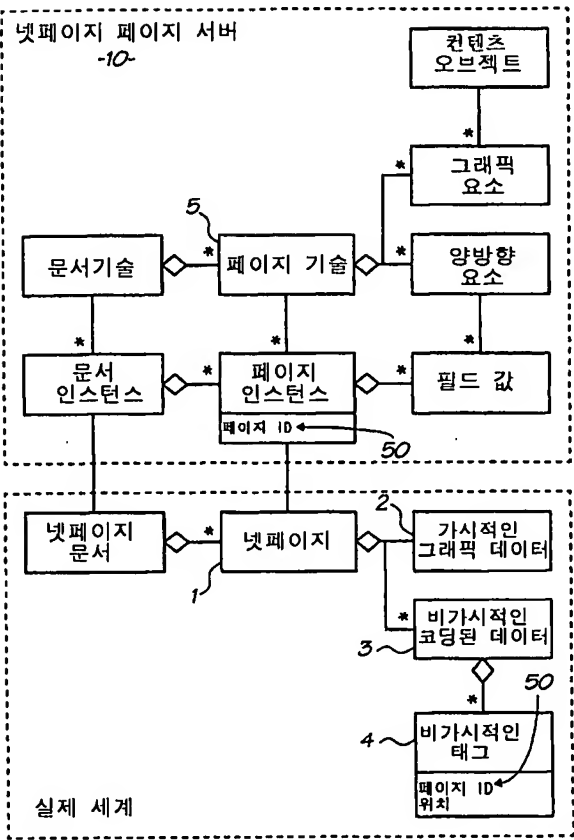 넷페이지 페이지 서버
-10-
컨텐츠
오브젝트
*
*
그래픽
요소
5
문서기술
*
페이지 기술
*
양방향
요소
*
*
*
문서
인스턴스
*
페이지
인스턴스
*
필드 값
페이지 ID
50
넷페이지
문서
*
넷페이지
1
2
가시적인
그래픽 데이터
*
비가시적인
코딩된 데이터
3
*
50
4
비가시적인
태그
페이지 ID
위치
실제 세계